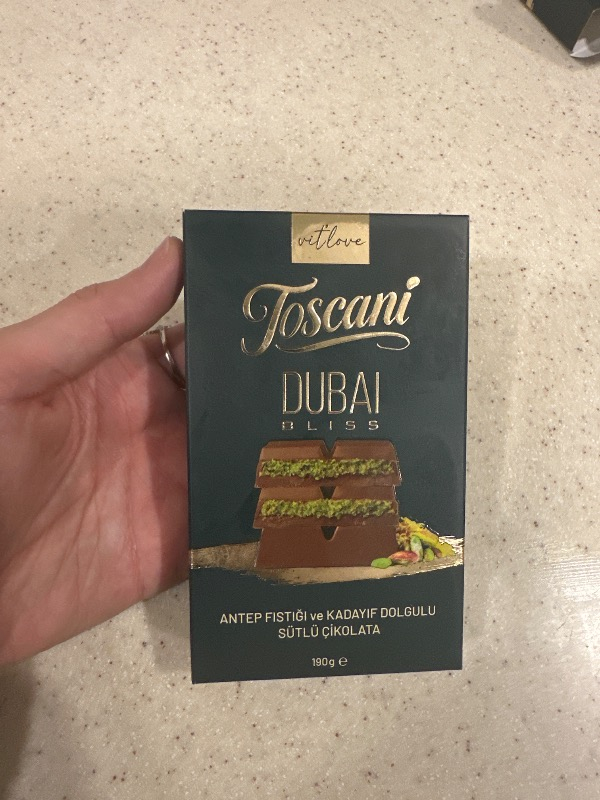 vitlove
Toscani
DUBAI
BLISS
ANTEP FISTIĞI ve KADAYIF DOLGULU
SÜTLÜ ÇİKOLATA
190g ℮